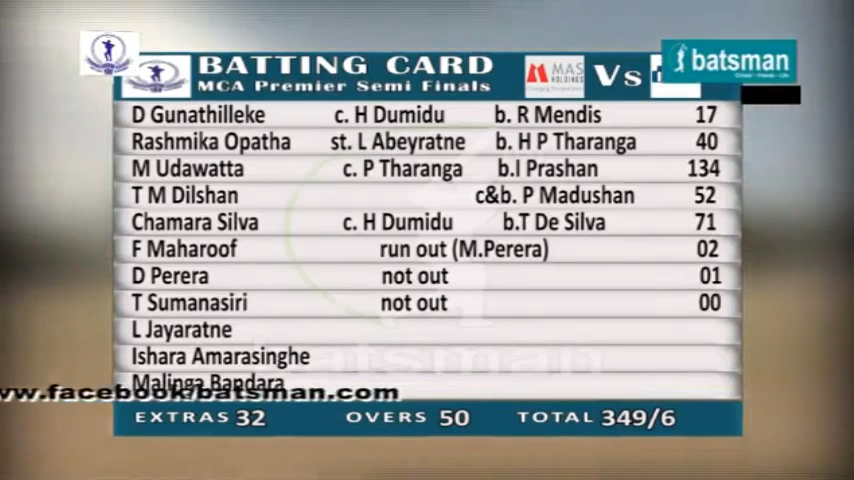 BATTING CARD
MCA Premier Semi Finals
MAS
HOLDINGS
Vs
batsman
D Gunathilleke c. H Dumidu b. R Mendis 17
Rashmika Opatha st. L Abeyratne b. H P Tharanga 40
M Udawatta c. P Tharanga b.I Prashan 134
T M Dilshan c&b. P Madushan 52
Chamara Silva c. H Dumidu b.T De Silva 71
F Maharoof run out (M.Perera) 02
D Perera not out 01
T Sumanasiri not out 00
L Jayaratne
Ishara Amarasinghe
Malinga Bandara
ww.facebook/batsman.com
EXTRAS 32 OVERS 50 TOTAL 349/6